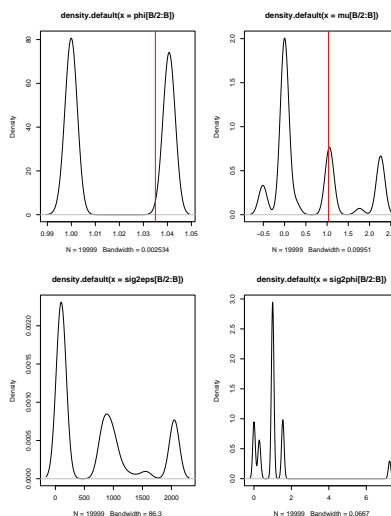 density.default(x = phi[B/2:B])
Density
0 20 40 60 80
0.99 1.00 1.01 1.02 1.03 1.04 1.05
N = 19999 Bandwidth = 0.002534
density.default(x = mu[B/2:B])
Density
0.0 0.5 1.0 1.5 2.0
-0.5 0.0 0.5 1.0 1.5 2.0 2.5
N = 19999 Bandwidth = 0.09951
density.default(x = sig2eps[B/2:B])
Density
0.0000 0.0005 0.0010 0.0015 0.0020
0 500 1000 1500 2000
N = 19999 Bandwidth = 86.3
density.default(x = sig2phi[B/2:B])
Density
0.0 0.5 1.0 1.5 2.0 2.5 3.0
0 2 4 6
N = 19999 Bandwidth = 0.0667